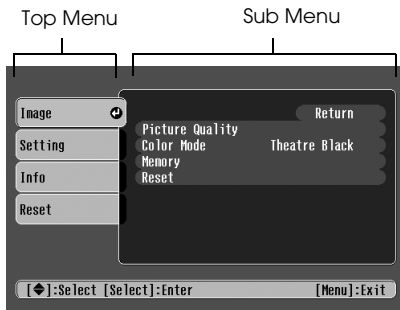 Top Menu
Sub Menu
Image
Setting
Info
Reset
Return
Picture Quality
Color Mode Theatre Black
Memory
Reset
[◆]:Select [Select]:Enter [Menu]:Exit